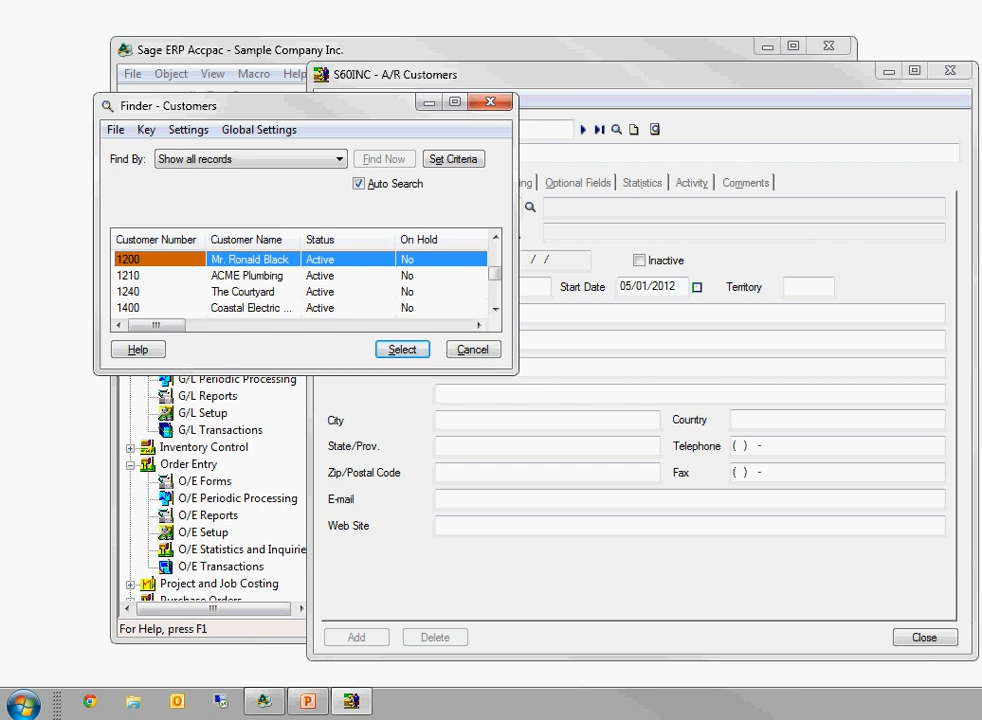 Sage ERP Accpac - Sample Company Inc.
File Object View Macro Help
S60INC - A/R Customers
Finder - Customers
File Key Settings Global Settings
Find By: Show all records Find Now Set Criteria
Auto Search
Optional Fields Statistics Activity Comments
Customer Number Customer Name Status On Hold
1200 Mr. Ronald Black Active No
1210 ACME Plumbing Active No
1240 The Courtyard Active No
1400 Coastal Electric ... Active No
Help Select Cancel
/ / Inactive
Start Date 05/01/2012 Territory
G/L Periodic Processing
G/L Reports
G/L Setup
G/L Transactions
Inventory Control
Order Entry
O/E Forms
O/E Periodic Processing
O/E Reports
O/E Setup
O/E Statistics and Inquirie
O/E Transactions
Project and Job Costing
Purchase Orders
For Help, press F1
City Country
State/Prov. Telephone ( ) -
Zip/Postal Code Fax ( ) -
E-mail
Web Site
Add Delete Close